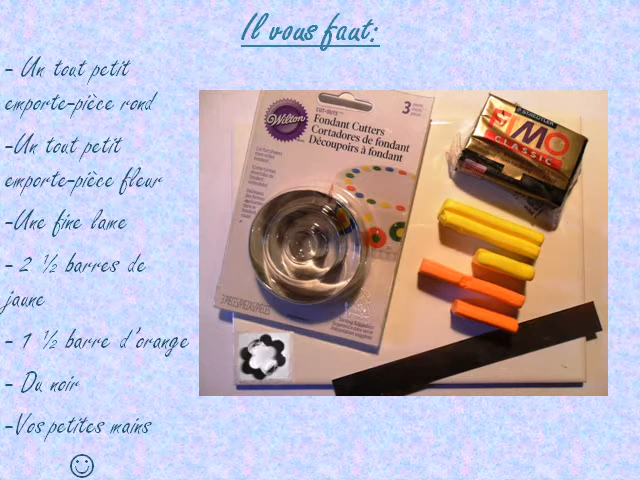 Il vous faut:
- Un tout petit
emporte-pièce rond
-Un tout petit
emporte-pièce fleur
-Une fine lame
- 2 ½ barres de
jaune
- 1 ½ barre d'orange
- Du noir
-Vos petites mains
☺
Wilton
CUT-OUTS™
Fondant Cutters
Cortadores de fondant
Découpoirs à fondant
3
STAEDTLER
FIMO
CLASSIC